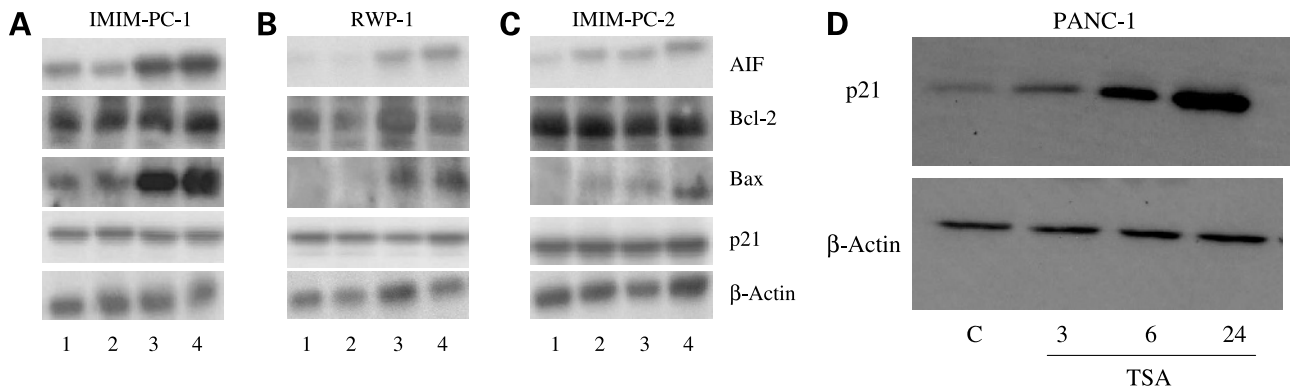 A IMIM-PC-1
B RWP-1
C IMIM-PC-2
AIF
Bcl-2
Bax
p21
β-Actin
1 2 3 4
1 2 3 4
1 2 3 4
D PANC-1
p21
β-Actin
C 3 6 24
TSA